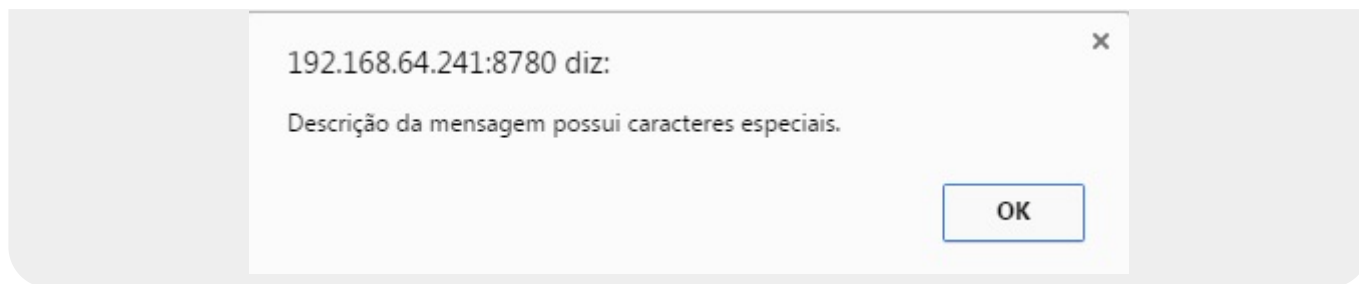 192.168.64.241:8780 diz:
Descrição da mensagem possui caracteres especiais.
OK